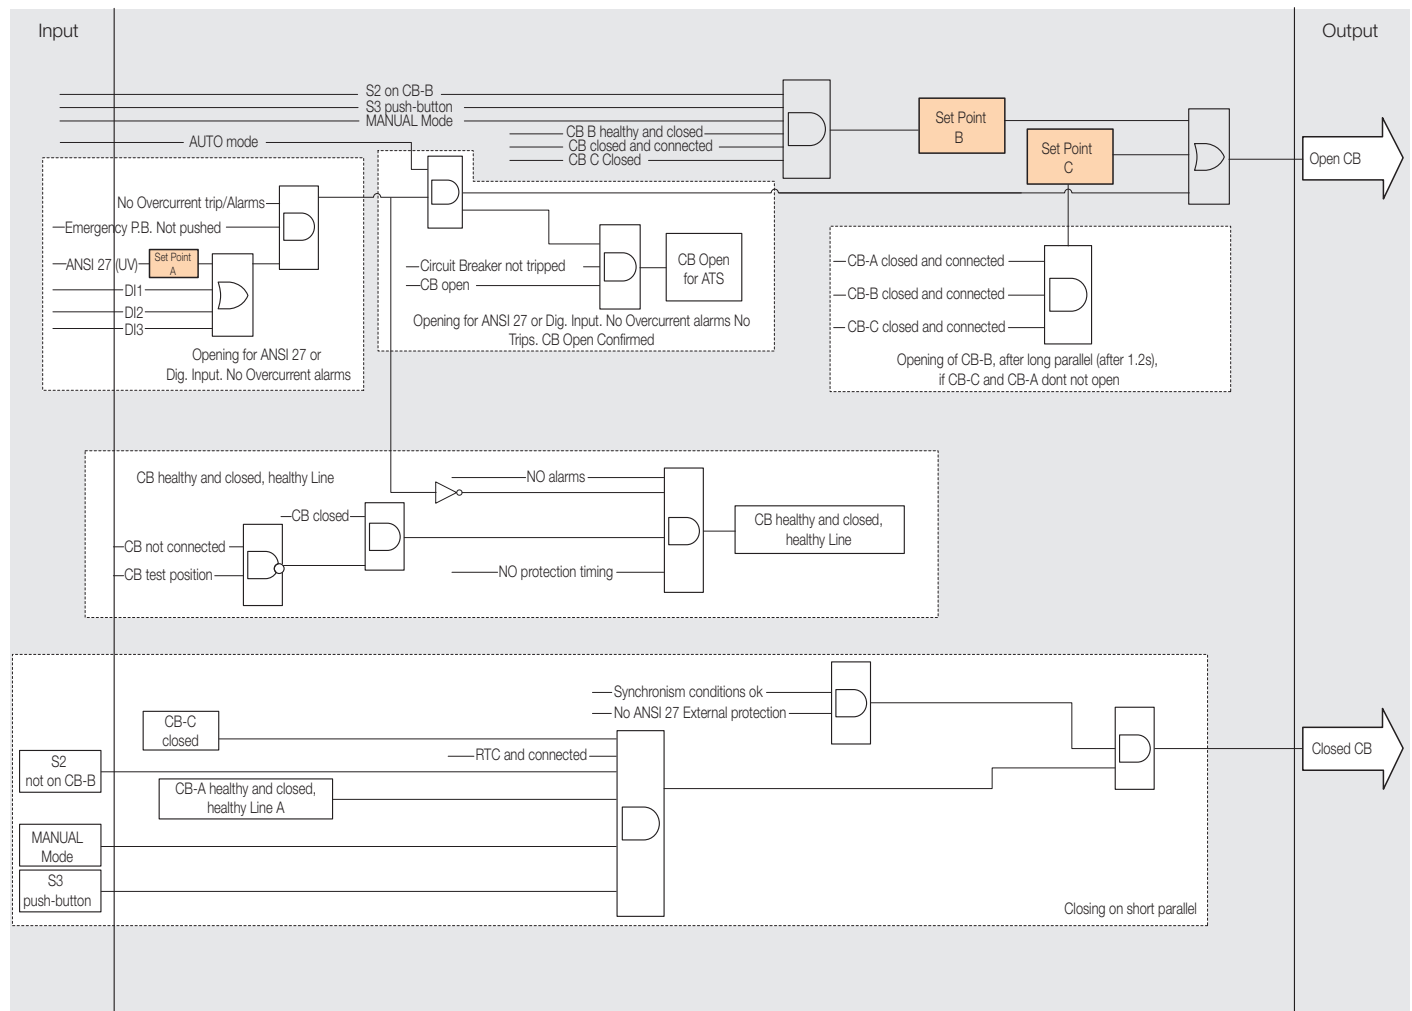 Input
Output
S2 on CB-B
S3 push-button
MANUAL Mode
CB B healthy and closed
CB closed and connected
CB C Closed
AUTO mode
Set Point
B
Set Point
C
Open CB
No Overcurrent trip/Alarms
Emergency P.B. Not pushed
ANSI 27 (UV)
Set Point
A
DI1
DI2
DI3
Opening for ANSI 27 or
Dig. Input. No Overcurrent alarms
Circuit Breaker not tripped
CB open
CB Open
for ATS
Opening for ANSI 27 or Dig. Input. No Overcurrent alarms No
Trips. CB Open Confirmed
CB-A closed and connected
CB-B closed and connected
CB-C closed and connected
Opening of CB-B, after long parallel (after 1.2s),
if CB-C and CB-A dont not open
CB healthy and closed, healthy Line
NO alarms
CB closed
CB not connected
CB test position
NO protection timing
CB healthy and closed,
healthy Line
Synchronism conditions ok
No ANSI 27 External protection
CB-C
closed
RTC and connected
S2
not on CB-B
CB-A healthy and closed,
healthy Line A
MANUAL
Mode
S3
push-button
Closed CB
Closing on short parallel